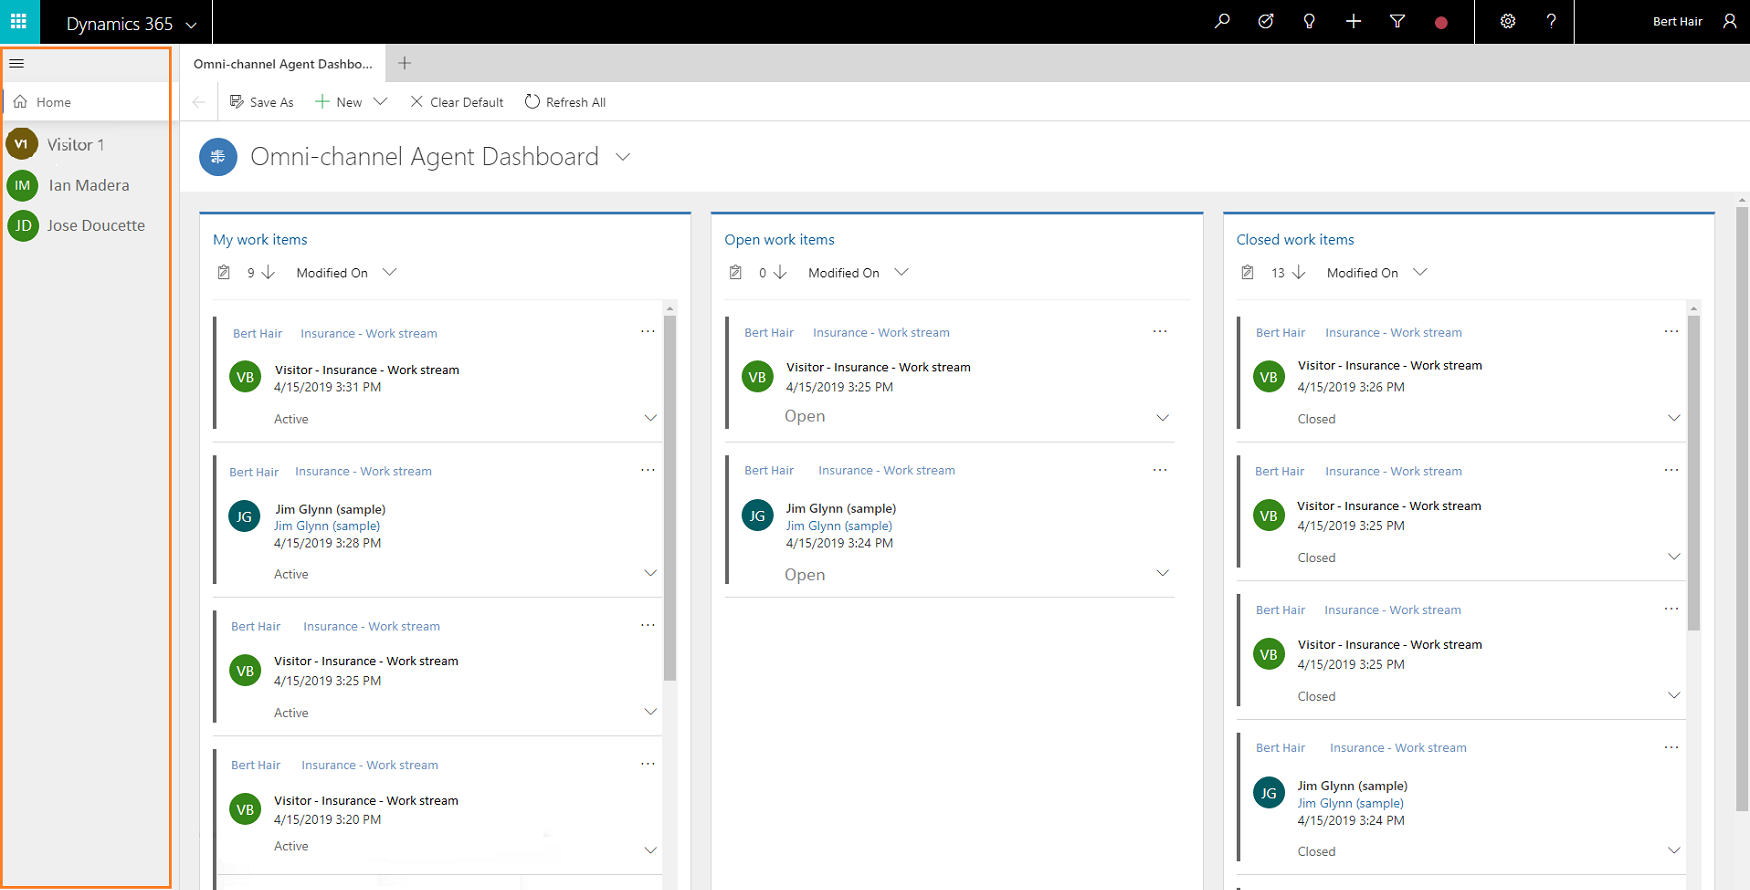 Dynamics 365
Bert Hair
Omni-channel Agent Dashbo...
Home
Save As
New
Clear Default
Refresh All
V1 Visitor 1
IM Ian Madera
JD Jose Doucette
Omni-channel Agent Dashboard
My work items
9 Modified On
Bert Hair Insurance - Work stream ...
VB Visitor - Insurance - Work stream
4/15/2019 3:31 PM
Active
Bert Hair Insurance - Work stream ...
JG Jim Glynn (sample)
Jim Glynn (sample)
4/15/2019 3:28 PM
Active
Bert Hair Insurance - Work stream ...
VB Visitor - Insurance - Work stream
4/15/2019 3:25 PM
Active
Bert Hair Insurance - Work stream ...
VB Visitor - Insurance - Work stream
4/15/2019 3:20 PM
Active
Open work items
0 Modified On
Bert Hair Insurance - Work stream ...
VB Visitor - Insurance - Work stream
4/15/2019 3:25 PM
Open
Bert Hair Insurance - Work stream ...
JG Jim Glynn (sample)
Jim Glynn (sample)
4/15/2019 3:24 PM
Open
Closed work items
13 Modified On
Bert Hair Insurance - Work stream ...
VB Visitor - Insurance - Work stream
4/15/2019 3:26 PM
Closed
Bert Hair Insurance - Work stream ...
VB Visitor - Insurance - Work stream
4/15/2019 3:25 PM
Closed
Bert Hair Insurance - Work stream ...
VB Visitor - Insurance - Work stream
4/15/2019 3:25 PM
Closed
Bert Hair Insurance - Work stream ...
JG Jim Glynn (sample)
Jim Glynn (sample)
4/15/2019 3:24 PM
Closed